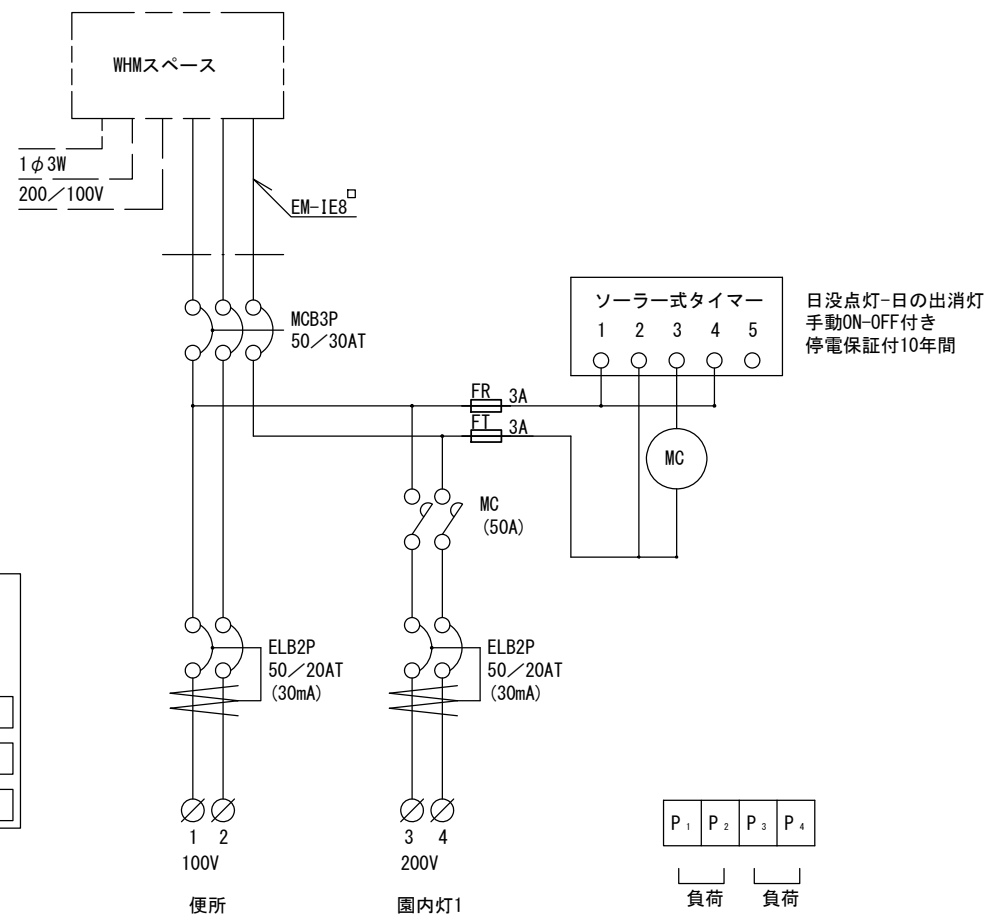 WHMスペース
1φ3W
200／100V
EM-IE8□
MCB3P
50／30AT
ソーラー式タイマー
1 2 3 4 5
日没点灯-日の出消灯
手動ON-OFF付き
停電保証付10年間
FR 3A
FT 3A
MC
MC
(50A)
ELB2P
50／20AT
(30mA)
ELB2P
50／20AT
(30mA)
1 2
100V
便所
3 4
200V
園内灯1
P₁ P₂ P₃ P₄
負荷 負荷